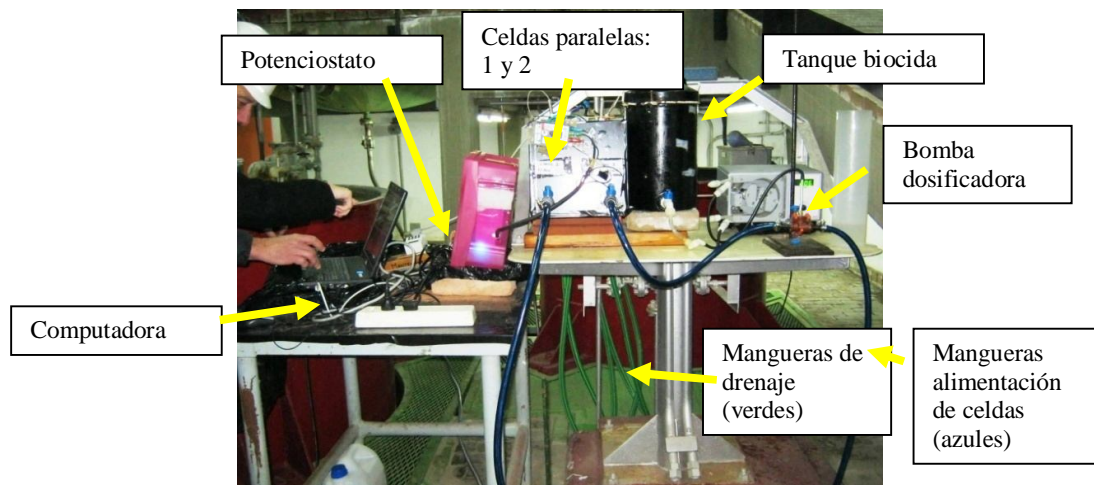 Potenciostato
Celdas paralelas:
1 y 2
Tanque biocida
Bomba
dosificadora
Computadora
Mangueras de
drenaje
(verdes)
Mangueras
alimentación
de celdas
(azules)